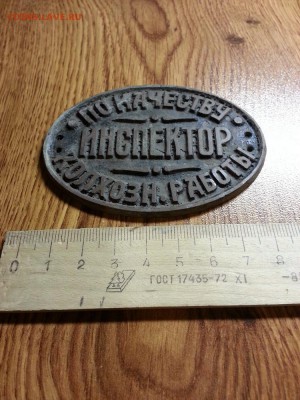 ПО КАЧЕСТВУ
ИНСПЕКТОР
КОЛХОЗН. РАБОТЫ.
0 1 2 3 4 5 6 7 8
ГОСТ 17435-72 XI